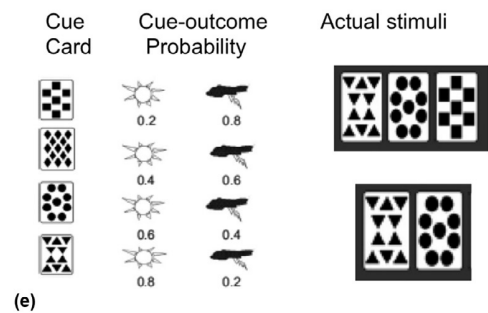 Cue Card
Cue-outcome Probability
Actual stimuli
0.2 0.8
0.4 0.6
0.6 0.4
0.8 0.2
(e)